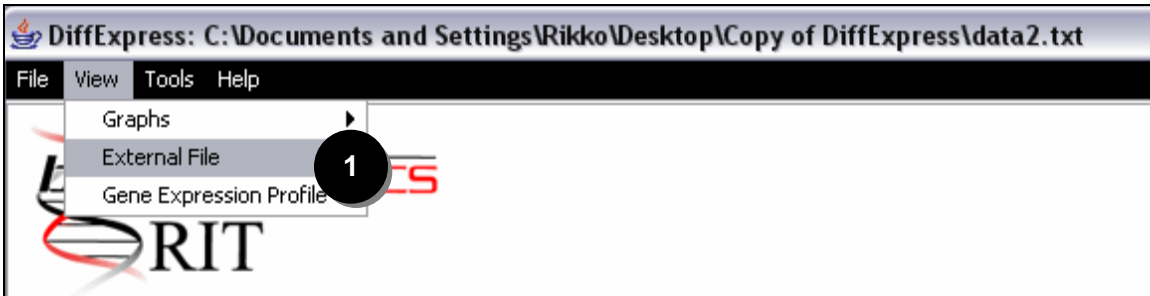 DiffExpress: C:\Documents and Settings\Rikko\Desktop\Copy of DiffExpress\data2.txt
File View Tools Help
Graphs
External File
1
Gene Expression Profile
RIT